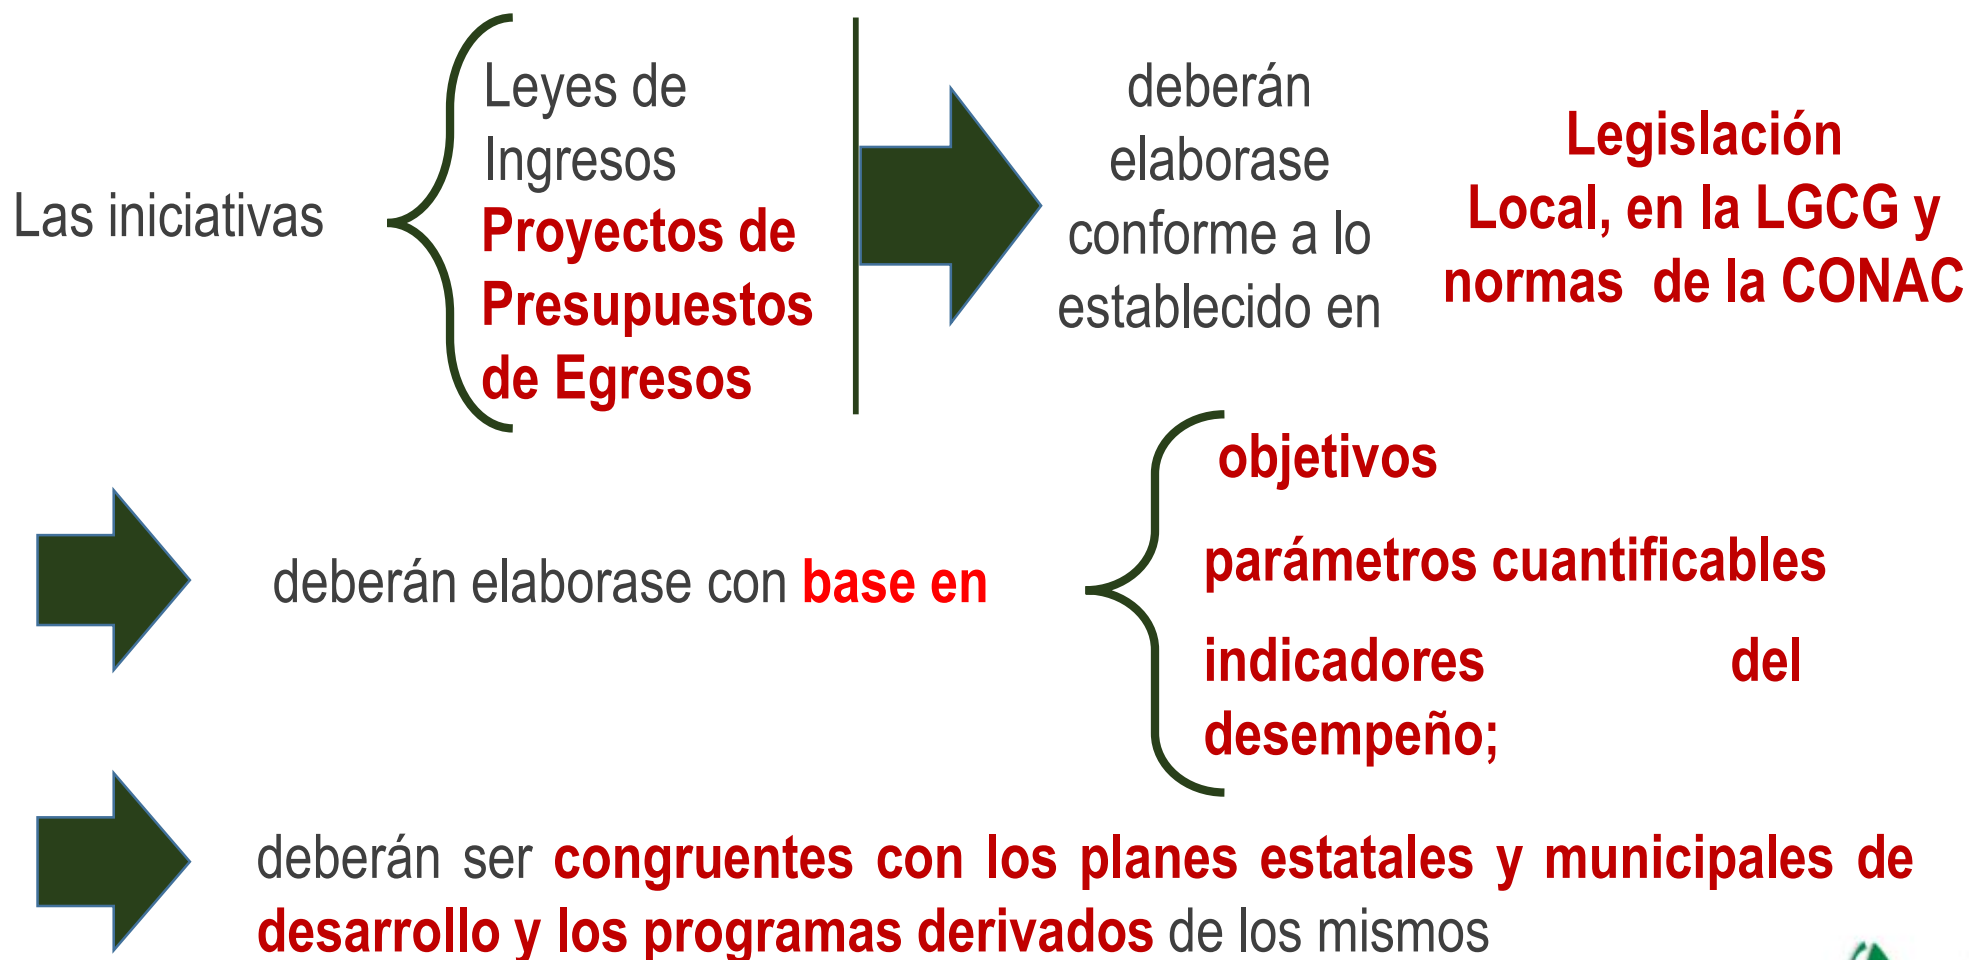 Las iniciativas
Leyes de
Ingresos
Proyectos de
Presupuestos
de Egresos
deberán
elaborase
conforme a lo
establecido en
Legislación
Local, en la LGCG y
normas de la CONAC
deberán elaborase con base en
objetivos
parámetros cuantificables
indicadores del
desempeño;
deberán ser congruentes con los planes estatales y municipales de
desarrollo y los programas derivados de los mismos